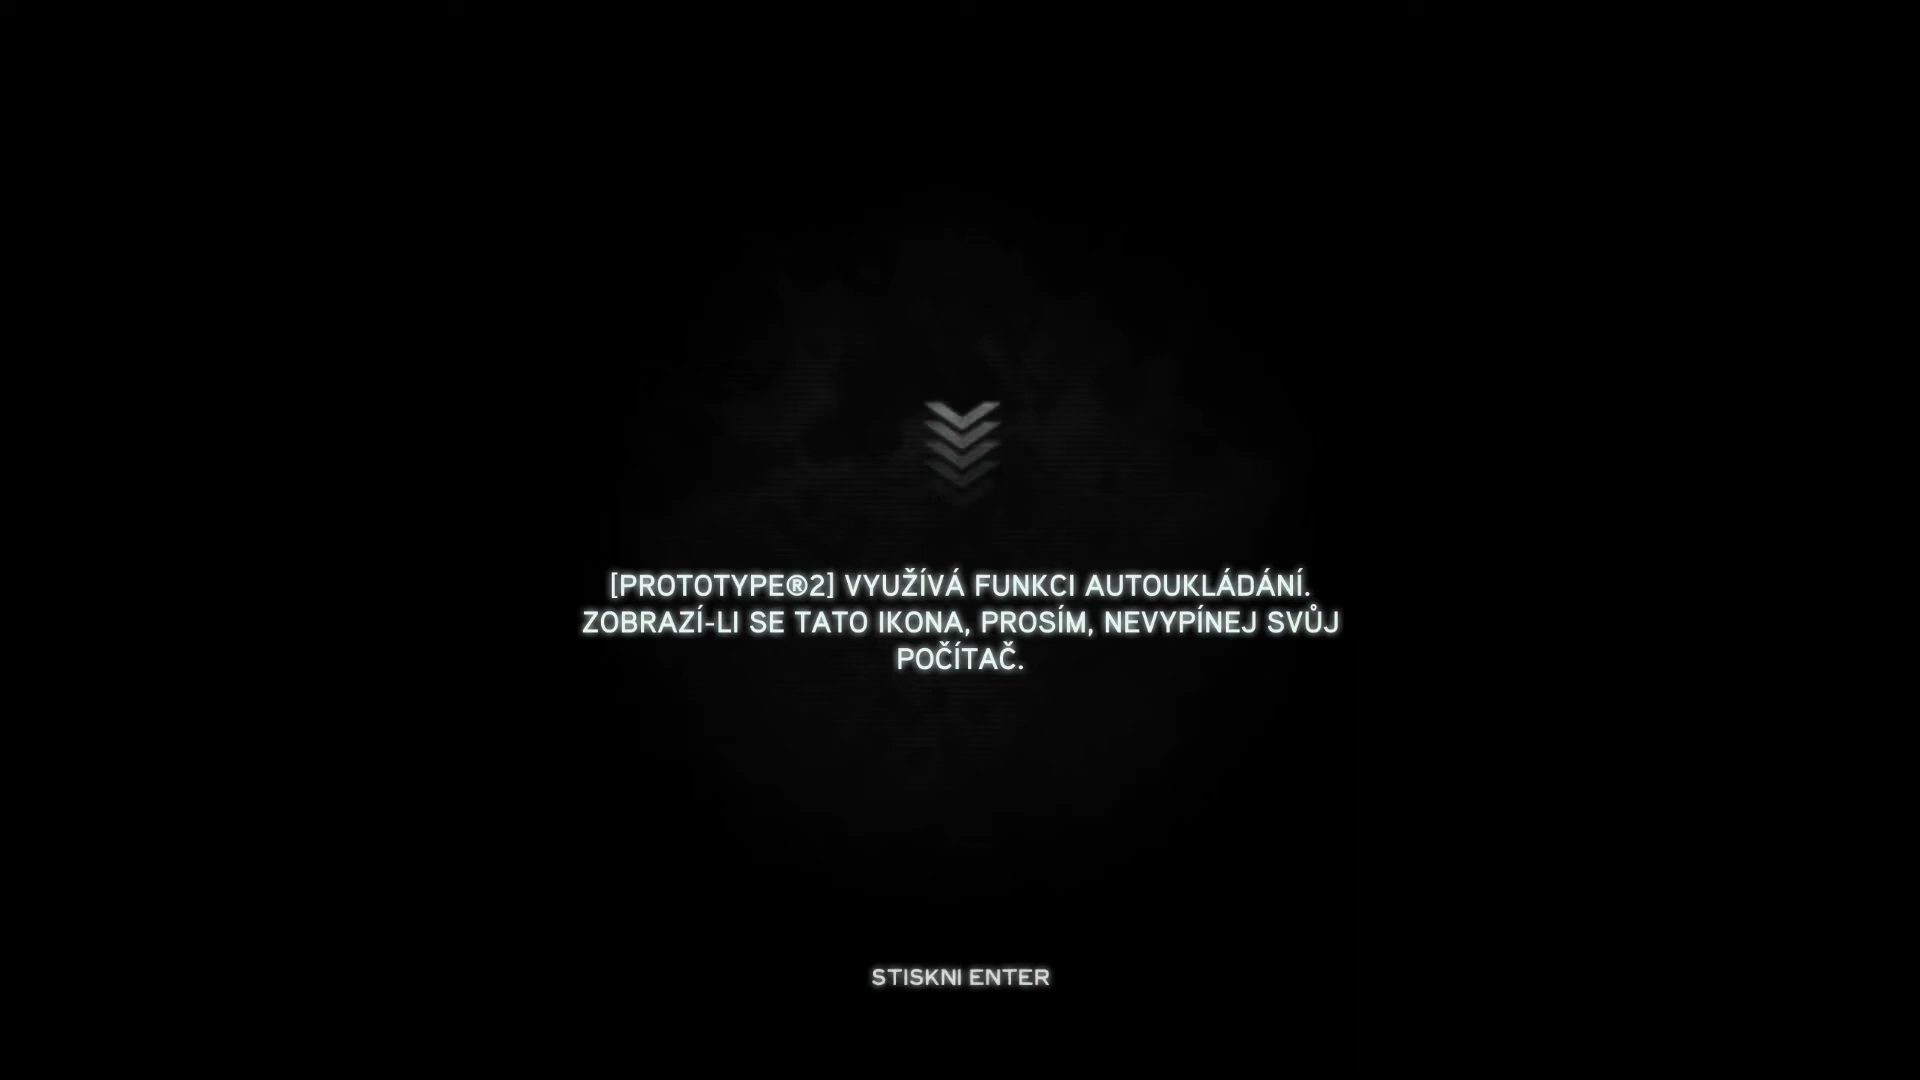 [PROTOTYPE®2] VYUŽÍVÁ FUNKCI AUTOUKLÁDÁNÍ.
ZOBRAZÍ-LI SE TATO IKONA, PROSÍM, NEVYPÍNEJ SVŮJ
POČÍTAČ.
STISKNI ENTER